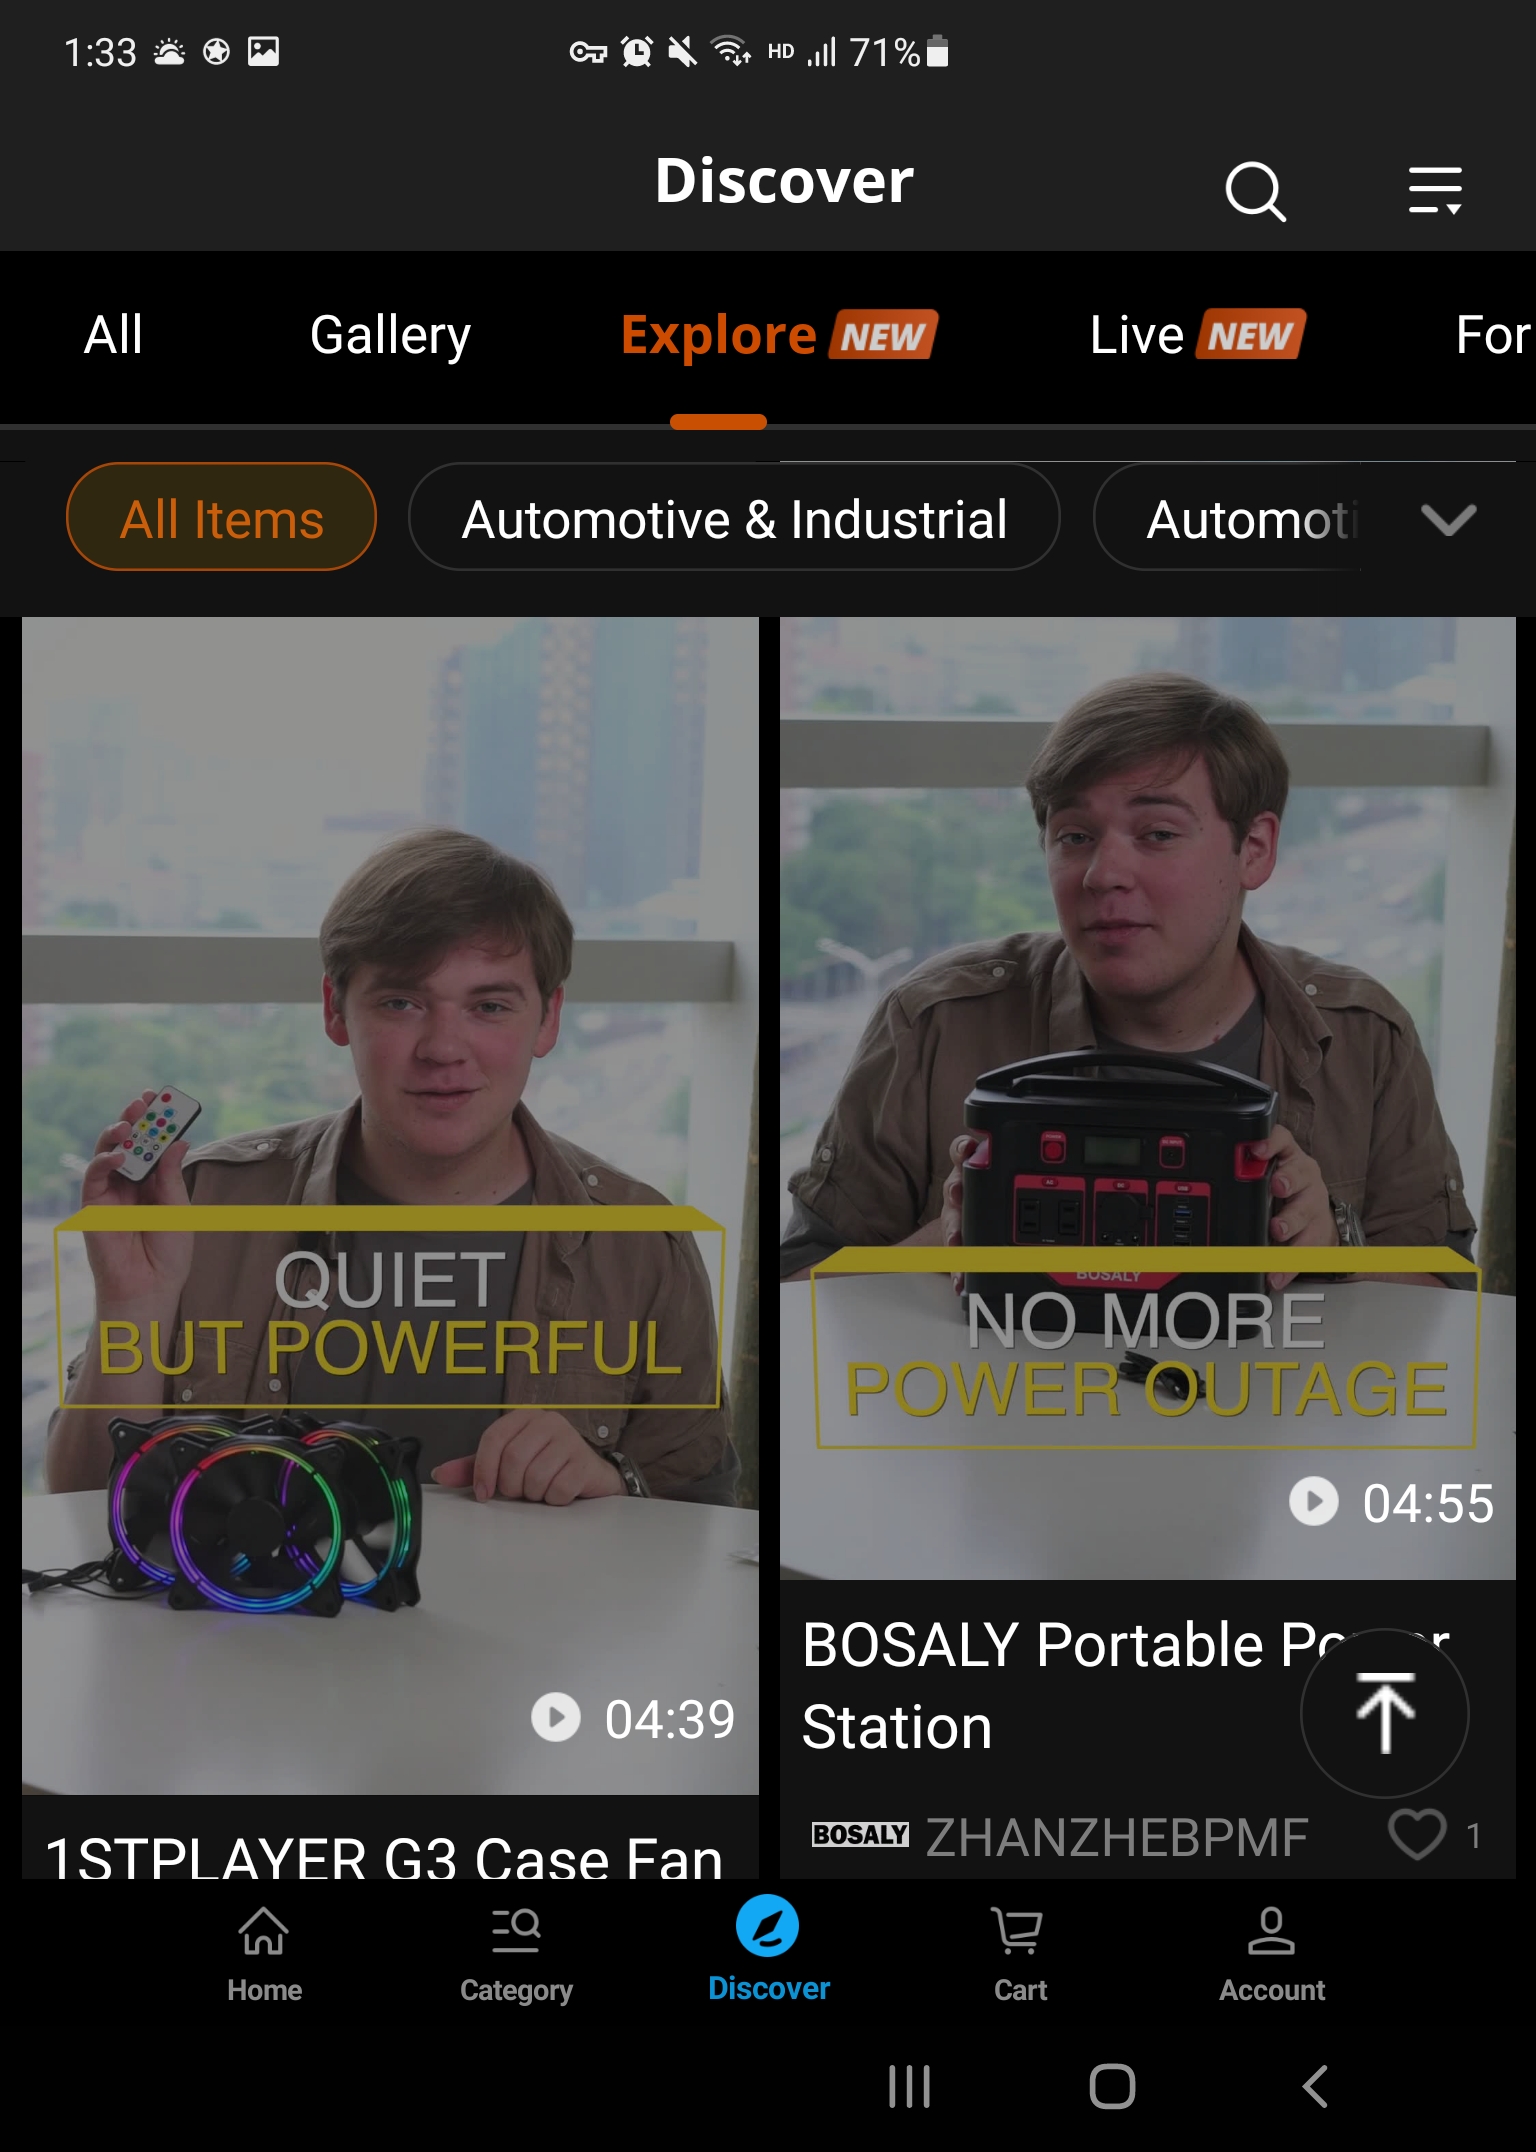 1:33
HD 71%
Discover
All Gallery Explore NEW Live NEW For
All Items Automotive & Industrial Automoti
QUIET
BUT POWERFUL
04:39
1STPLAYER G3 Case Fan
BOSALY
NO MORE
POWER OUTAGE
04:55
BOSALY Portable Power
Station
BOSALY ZHANZHEBPMF 1
Home Category Discover Cart Account